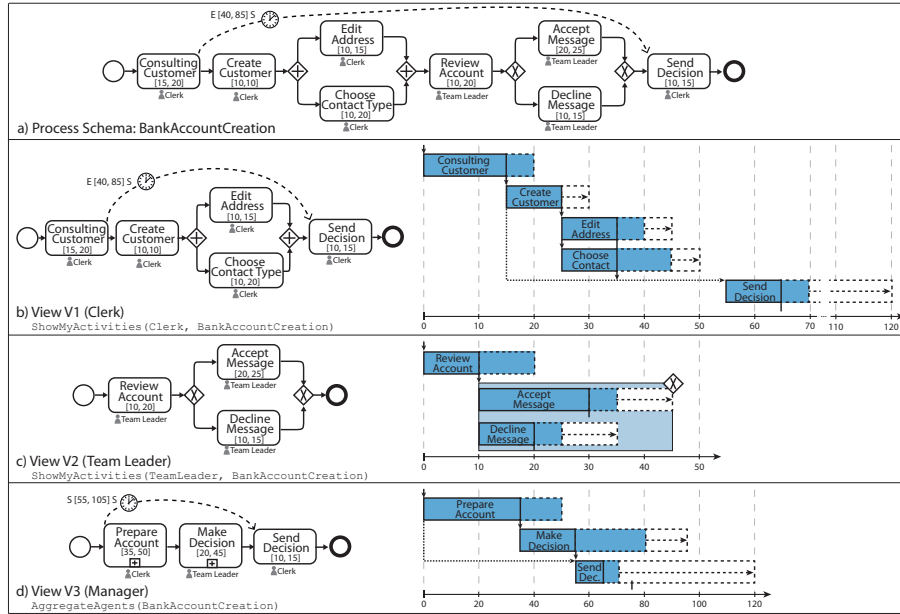 E [40, 85] S
Edit
Address
[10, 15]
Clerk
Accept
Message
[20, 25]
Team Leader
Consulting
Customer
[15, 20]
Clerk
Create
Customer
[10,10]
Clerk
Review
Account
[10, 20]
Team Leader
Send
Decision
[10, 15]
Clerk
Choose
Contact Type
[10, 20]
Clerk
Decline
Message
[10, 15]
Team Leader
a) Process Schema: BankAccountCreation
E [40, 85] S
Edit
Address
[10, 15]
Clerk
Consulting
Customer
[15, 20]
Clerk
Create
Customer
[10,10]
Clerk
Send
Decision
[10, 15]
Clerk
Choose
Contact Type
[10, 20]
Clerk
b) View V1 (Clerk)
ShowMyActivities(Clerk, BankAccountCreation)
Consulting
Customer
Create
Customer
Edit
Address
Choose
Contact
Send
Decision
0 10 20 30 40 50 60 70 ... 110 120
Accept
Message
[20, 25]
Team Leader
Review
Account
[10, 20]
Team Leader
Decline
Message
[10, 15]
Team Leader
c) View V2 (Team Leader)
ShowMyActivities(TeamLeader, BankAccountCreation)
Review
Account
Accept
Message
Decline
Message
0 10 20 30 40 50
S [55, 105] S
Prepare
Account
[35, 50]
Clerk
Make
Decision
[20, 45]
Team Leader
Send
Decision
[10, 15]
Clerk
d) View V3 (Manager)
AggregateAgents(BankAccountCreation)
Prepare
Account
Make
Decision
Send
Dec.
0 10 20 30 40 50 60 70 80 90 100 110 120